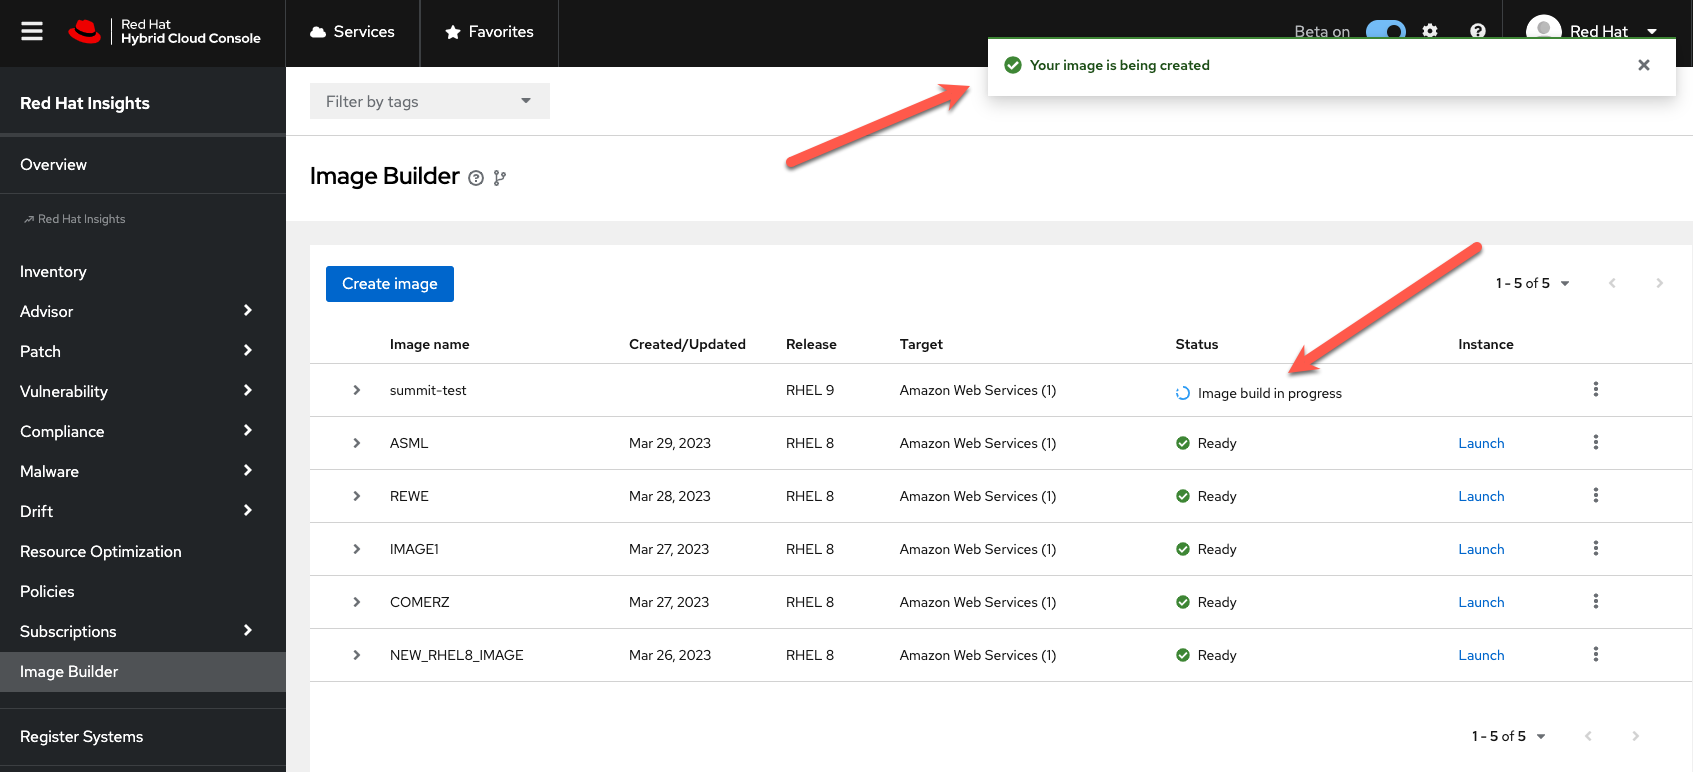 Red Hat
Hybrid Cloud Console
Services
Favorites
Beta on
Red Hat
Your image is being created
Red Hat Insights
Filter by tags
Overview
Image Builder
Red Hat Insights
Inventory
Advisor
Patch
Vulnerability
Compliance
Malware
Drift
Resource Optimization
Policies
Subscriptions
Image Builder
Register Systems
Create image
1 - 5 of 5
Image name Created/Updated Release Target Status Instance
summit-test RHEL 9 Amazon Web Services (1) Image build in progress
ASML Mar 29, 2023 RHEL 8 Amazon Web Services (1) Ready Launch
REWE Mar 28, 2023 RHEL 8 Amazon Web Services (1) Ready Launch
IMAGE1 Mar 27, 2023 RHEL 8 Amazon Web Services (1) Ready Launch
COMERZ Mar 27, 2023 RHEL 8 Amazon Web Services (1) Ready Launch
NEW_RHEL8_IMAGE Mar 26, 2023 RHEL 8 Amazon Web Services (1) Ready Launch
1 - 5 of 5